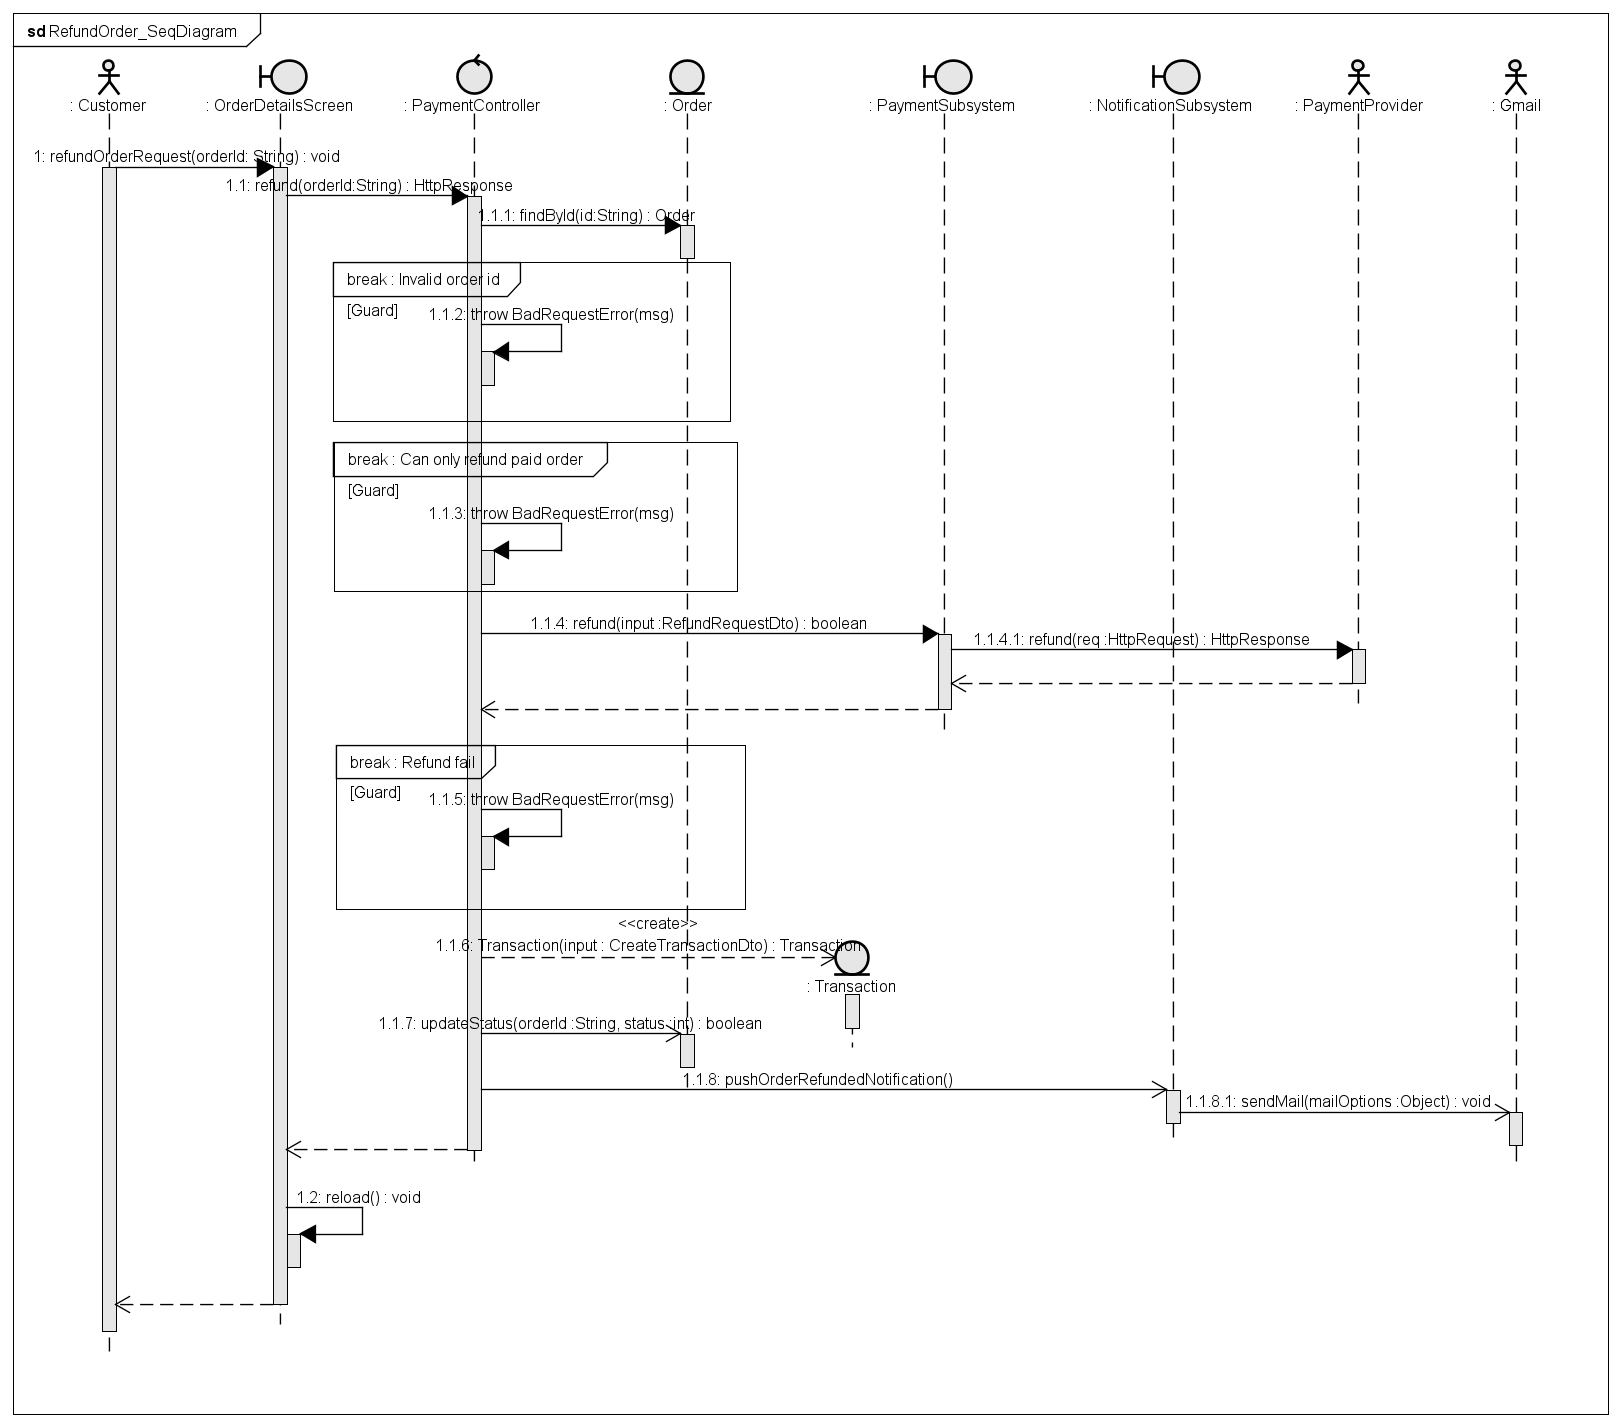 sd RefundOrder_SeqDiagram
: Customer
: OrderDetailsScreen
: PaymentController
: Order
: PaymentSubsystem
: NotificationSubsystem
: PaymentProvider
: Gmail
1: refundOrderRequest(orderId: String) : void
1.1: refund(orderId:String) : HttpResponse
1.1.1: findById(id:String) : Order
break : Invalid order id
[Guard]
1.1.2: throw BadRequestError(msg)
break : Can only refund paid order
[Guard]
1.1.3: throw BadRequestError(msg)
1.1.4: refund(input :RefundRequestDto) : boolean
1.1.4.1: refund(req :HttpRequest) : HttpResponse
break : Refund fail
[Guard]
1.1.5: throw BadRequestError(msg)
<<create>>
1.1.6: Transaction(input : CreateTransactionDto) : Transaction
: Transaction
1.1.7: updateStatus(orderId :String, status :int) : boolean
1.1.8: pushOrderRefundedNotification()
1.1.8.1: sendMail(mailOptions :Object) : void
1.2: reload() : void